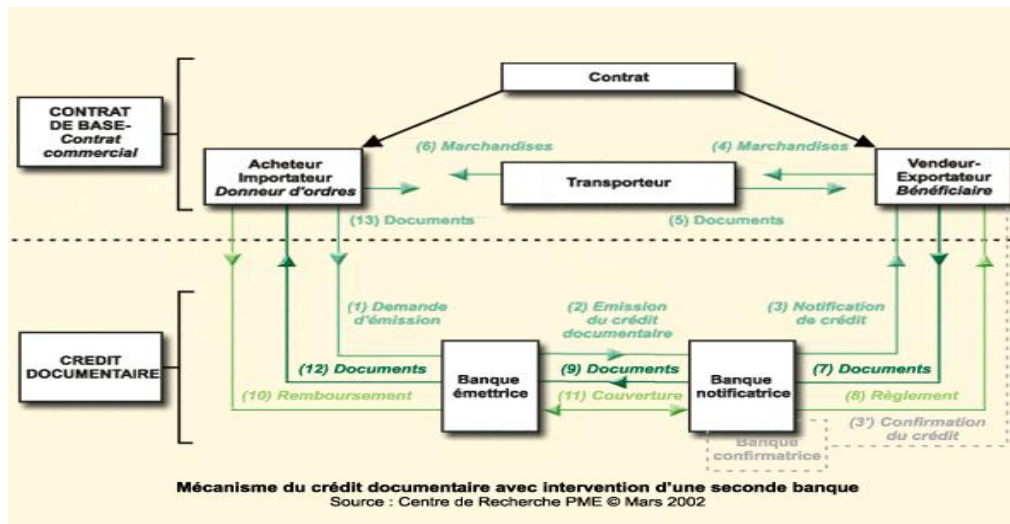 Contrat
CONTRAT
DE BASE-
Contrat
commercial
Acheteur
Importateur
Donneur d'ordres
(6) Marchandises
(4) Marchandises
Transporteur
Vendeur-
Exportateur
Bénéficiaire
(13) Documents
(5) Documents
(1) Demande
d'émission
(2) Emission
du crédit
documentaire
(3) Notification
de crédit
CREDIT
DOCUMENTAIRE
(12) Documents
Banque
émettrice
(9) Documents
Banque
notificatrice
(7) Documents
(10) Remboursement
(11) Couverture
(8) Règlement
(3') Confirmation
du crédit
Banque
confirmatrice
Mécanisme du crédit documentaire avec intervention d'une seconde banque
Source : Centre de Recherche PME © Mars 2002